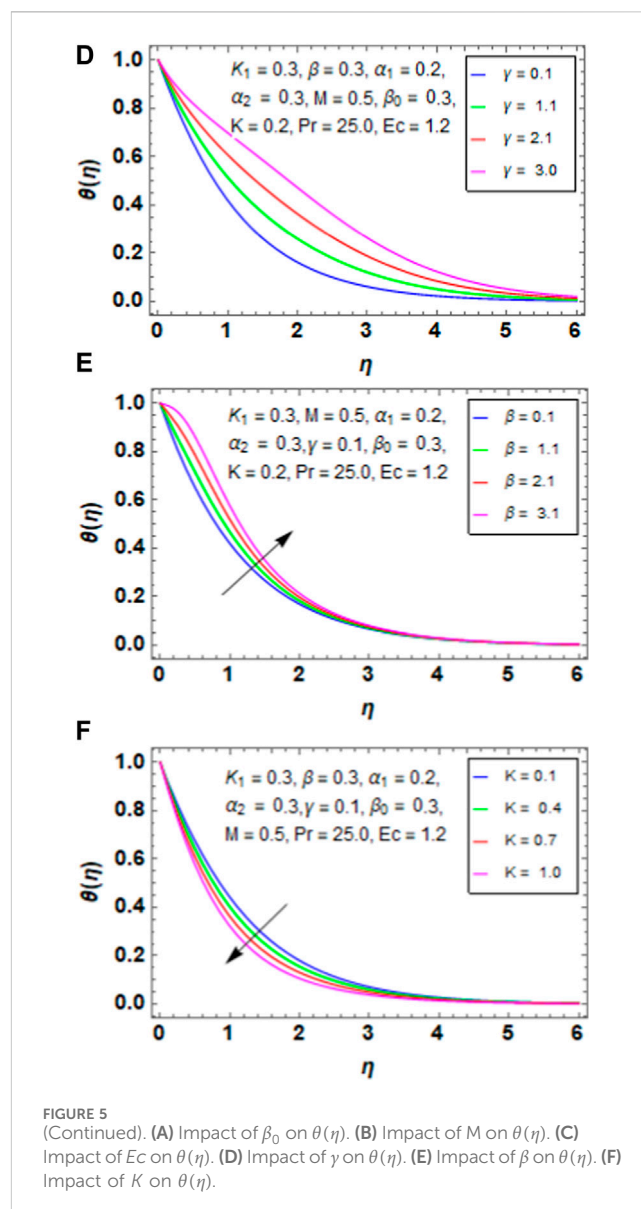 D
K₁ = 0.3, β = 0.3, α₁ = 0.2,
α₂ = 0.3, M = 0.5, β₀ = 0.3,
K = 0.2, Pr = 25.0, Ec = 1.2
γ = 0.1
γ = 1.1
γ = 2.1
γ = 3.0
θ(η)
1.0
0.8
0.6
0.4
0.2
0.0
0 1 2 3 4 5 6
η
E
K₁ = 0.3, M = 0.5, α₁ = 0.2,
α₂ = 0.3, γ = 0.1, β₀ = 0.3,
K = 0.2, Pr = 25.0, Ec = 1.2
β = 0.1
β = 1.1
β = 2.1
β = 3.1
θ(η)
1.0
0.8
0.6
0.4
0.2
0.0
0 1 2 3 4 5 6
η
F
K₁ = 0.3, β = 0.3, α₁ = 0.2,
α₂ = 0.3, γ = 0.1, β₀ = 0.3,
M = 0.5, Pr = 25.0, Ec = 1.2
K = 0.1
K = 0.4
K = 0.7
K = 1.0
θ(η)
1.0
0.8
0.6
0.4
0.2
0.0
0 1 2 3 4 5 6
η
FIGURE 5
(Continued). (A) Impact of β₀ on θ(η). (B) Impact of M on θ(η). (C)
Impact of Ec on θ(η). (D) Impact of γ on θ(η). (E) Impact of β on θ(η). (F)
Impact of K on θ(η).